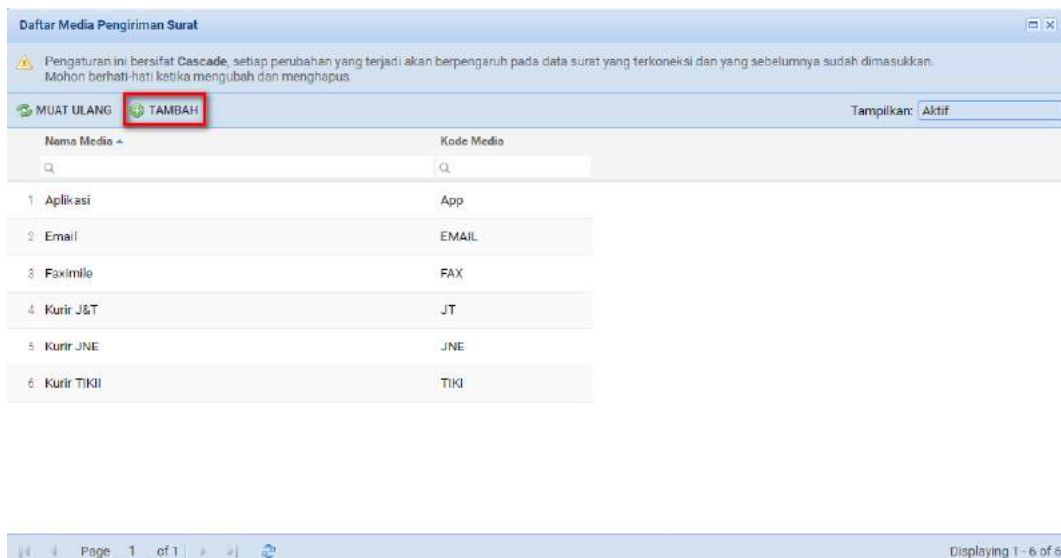 Daftar Media Pengiriman Surat
Pengaturan ini bersifat Cascade, setiap perubahan yang terjadi akan berpengaruh pada data surat yang terkoneksi dan yang sebelumnya sudah dimasukkan.
Mohon berhati-hati ketika mengubah dan menghapus.
MUAT ULANG TAMBAH Tampilkan: Aktif
Nama Media Kode Media
1 Aplikasi App
2 Email EMAIL
3 Faximile FAX
4 Kurir J&T JT
5 Kurir JNE JNE
6 Kurir TIKII TIKI
Page 1 of 1 Displaying 1 - 6 of 6